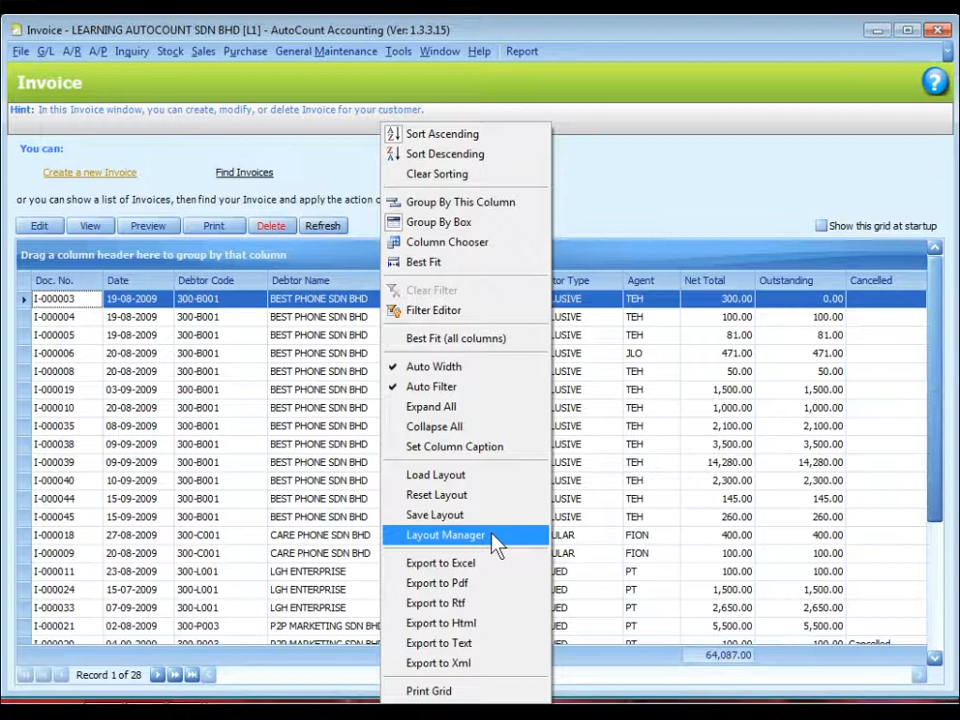 Invoice - LEARNING AUTOCOUNT SDN BHD [L1] - AutoCount Accounting (Ver: 1.3.3.15)
File G/L A/R A/P Inquiry Stock Sales Purchase General Maintenance Tools Window Help Report
Invoice
Hint: In this Invoice window, you can create, modify, or delete Invoice for your customer.
You can:
Create a new Invoice Find Invoices
or you can show a list of Invoices, then find your Invoice and apply the action
Edit View Preview Print Delete Refresh Show this grid at startup
Drag a column header here to group by that column
Doc. No. Date Debtor Code Debtor Name Type Agent Net Total Outstanding Cancelled
I-000003 19-08-2009 300-B001 BEST PHONE SDN BHD LUSIVE TEH 300.00 0.00
I-000004 19-08-2009 300-B001 BEST PHONE SDN BHD LUSIVE TEH 100.00 100.00
I-000005 19-08-2009 300-B001 BEST PHONE SDN BHD LUSIVE TEH 81.00 81.00
I-000006 20-08-2009 300-B001 BEST PHONE SDN BHD LUSIVE JLO 471.00 471.00
I-000008 20-08-2009 300-B001 BEST PHONE SDN BHD LUSIVE TEH 50.00 50.00
I-000019 03-09-2009 300-B001 BEST PHONE SDN BHD LUSIVE TEH 1,500.00 1,500.00
I-000010 20-08-2009 300-B001 BEST PHONE SDN BHD LUSIVE TEH 1,000.00 1,000.00
I-000035 08-09-2009 300-B001 BEST PHONE SDN BHD LUSIVE TEH 2,100.00 2,100.00
I-000038 09-09-2009 300-B001 BEST PHONE SDN BHD LUSIVE TEH 3,500.00 3,500.00
I-000039 09-09-2009 300-B001 BEST PHONE SDN BHD LUSIVE TEH 14,280.00 14,280.00
I-000040 10-09-2009 300-B001 BEST PHONE SDN BHD LUSIVE TEH 2,300.00 2,300.00
I-000044 15-09-2009 300-B001 BEST PHONE SDN BHD LUSIVE TEH 145.00 145.00
I-000045 15-09-2009 300-B001 BEST PHONE SDN BHD LUSIVE TEH 260.00 260.00
I-000018 27-08-2009 300-C001 CARE PHONE SDN BHD ULAR FION 400.00 400.00
I-000009 20-08-2009 300-C001 CARE PHONE SDN BHD ULAR FION 100.00 100.00
I-000011 20-08-2009 300-L001 LGH ENTERPRISE UED PT 1,650.00 1,650.00
I-000024 15-07-2009 300-L001 LGH ENTERPRISE UED PT 1,650.00 1,650.00
I-000033 07-09-2009 300-L001 LGH ENTERPRISE UED PT 2,650.00 2,650.00
I-000021 02-08-2009 300-P003 P2P MARKETING SDN BHD UED PT 5,500.00 5,500.00
I-000020 04-09-2009 300-P003 P2P MARKETING SDN BHD UED PT 100.00 100.00 Cancelled
64,087.00
Record 1 of 28
Sort Ascending
Sort Descending
Clear Sorting
Group By This Column
Group By Box
Column Chooser
Best Fit
Clear Filter
Filter Editor
Best Fit (all columns)
Auto Width
Auto Filter
Expand All
Collapse All
Set Column Caption
Load Layout
Reset Layout
Save Layout
Layout Manager
Export to Excel
Export to Pdf
Export to Rtf
Export to Html
Export to Text
Export to Xml
Print Grid